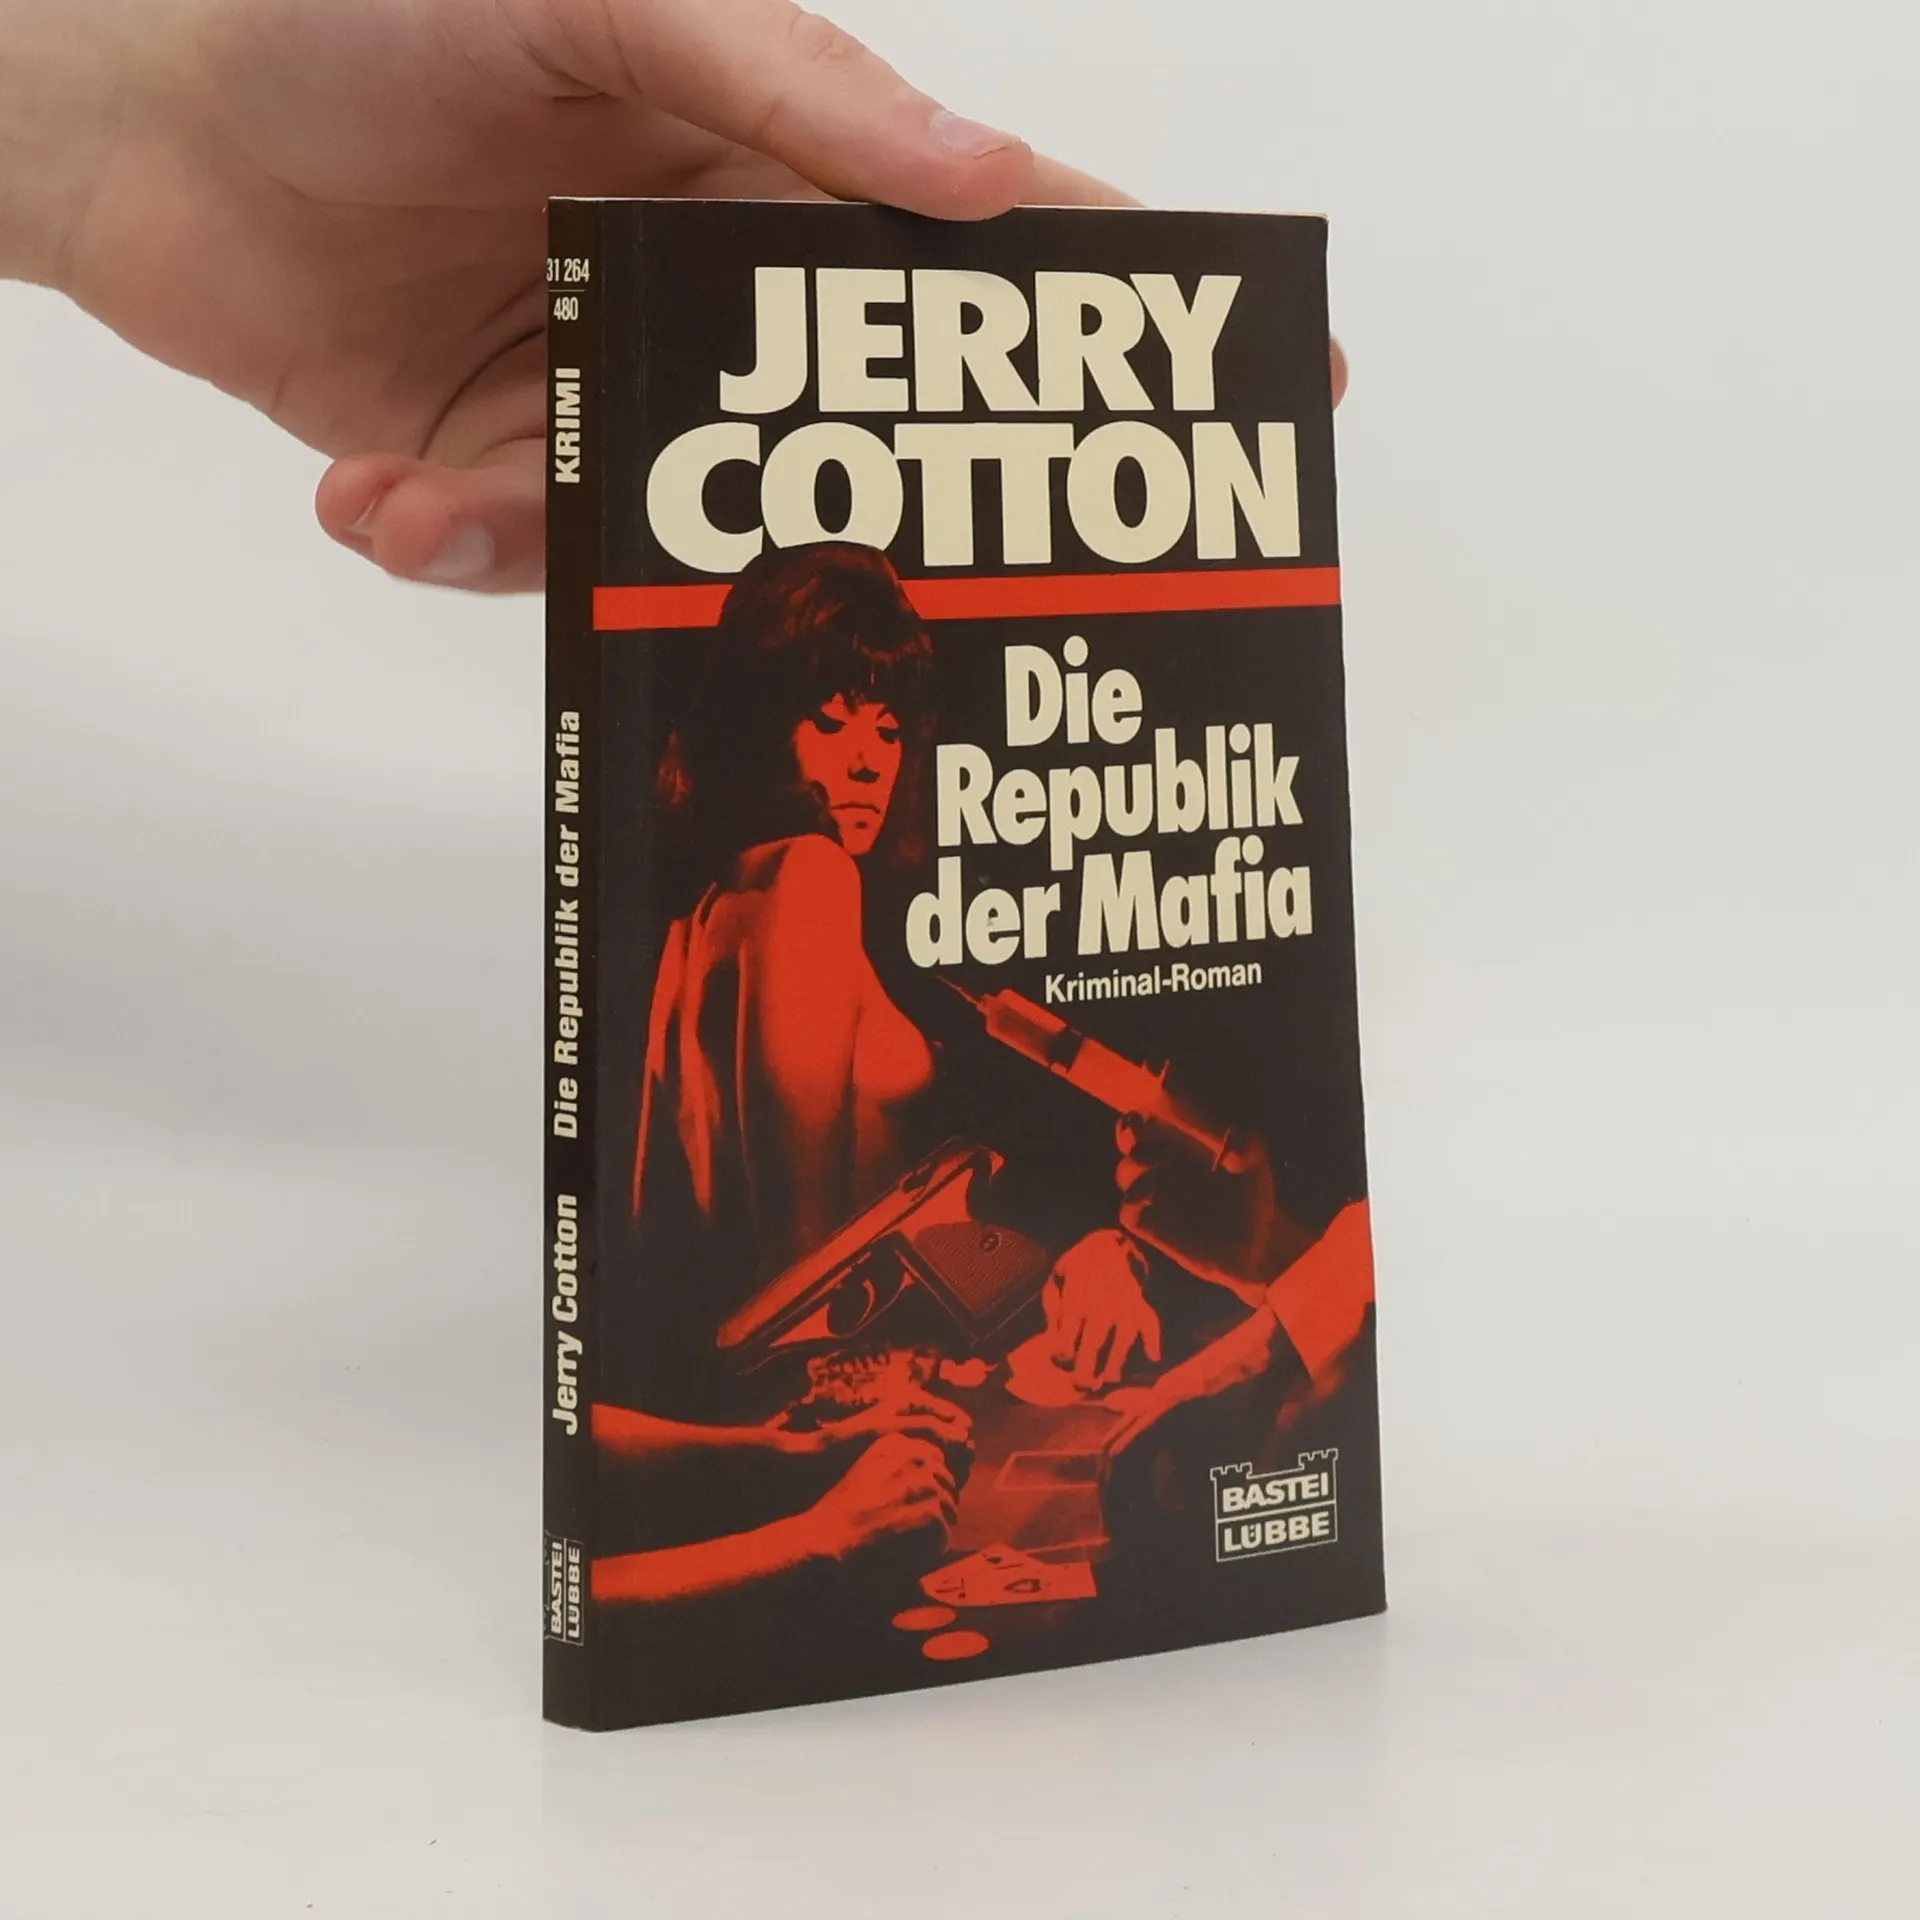 JERRY
COTTON
Die
Republik
der Mafia
Kriminal-Roman
BASTEI
LÜBBE
31 264
480
KRIMI
Die Republik der Mafia
Jerry Cotton
BASTEI
LÜBBE